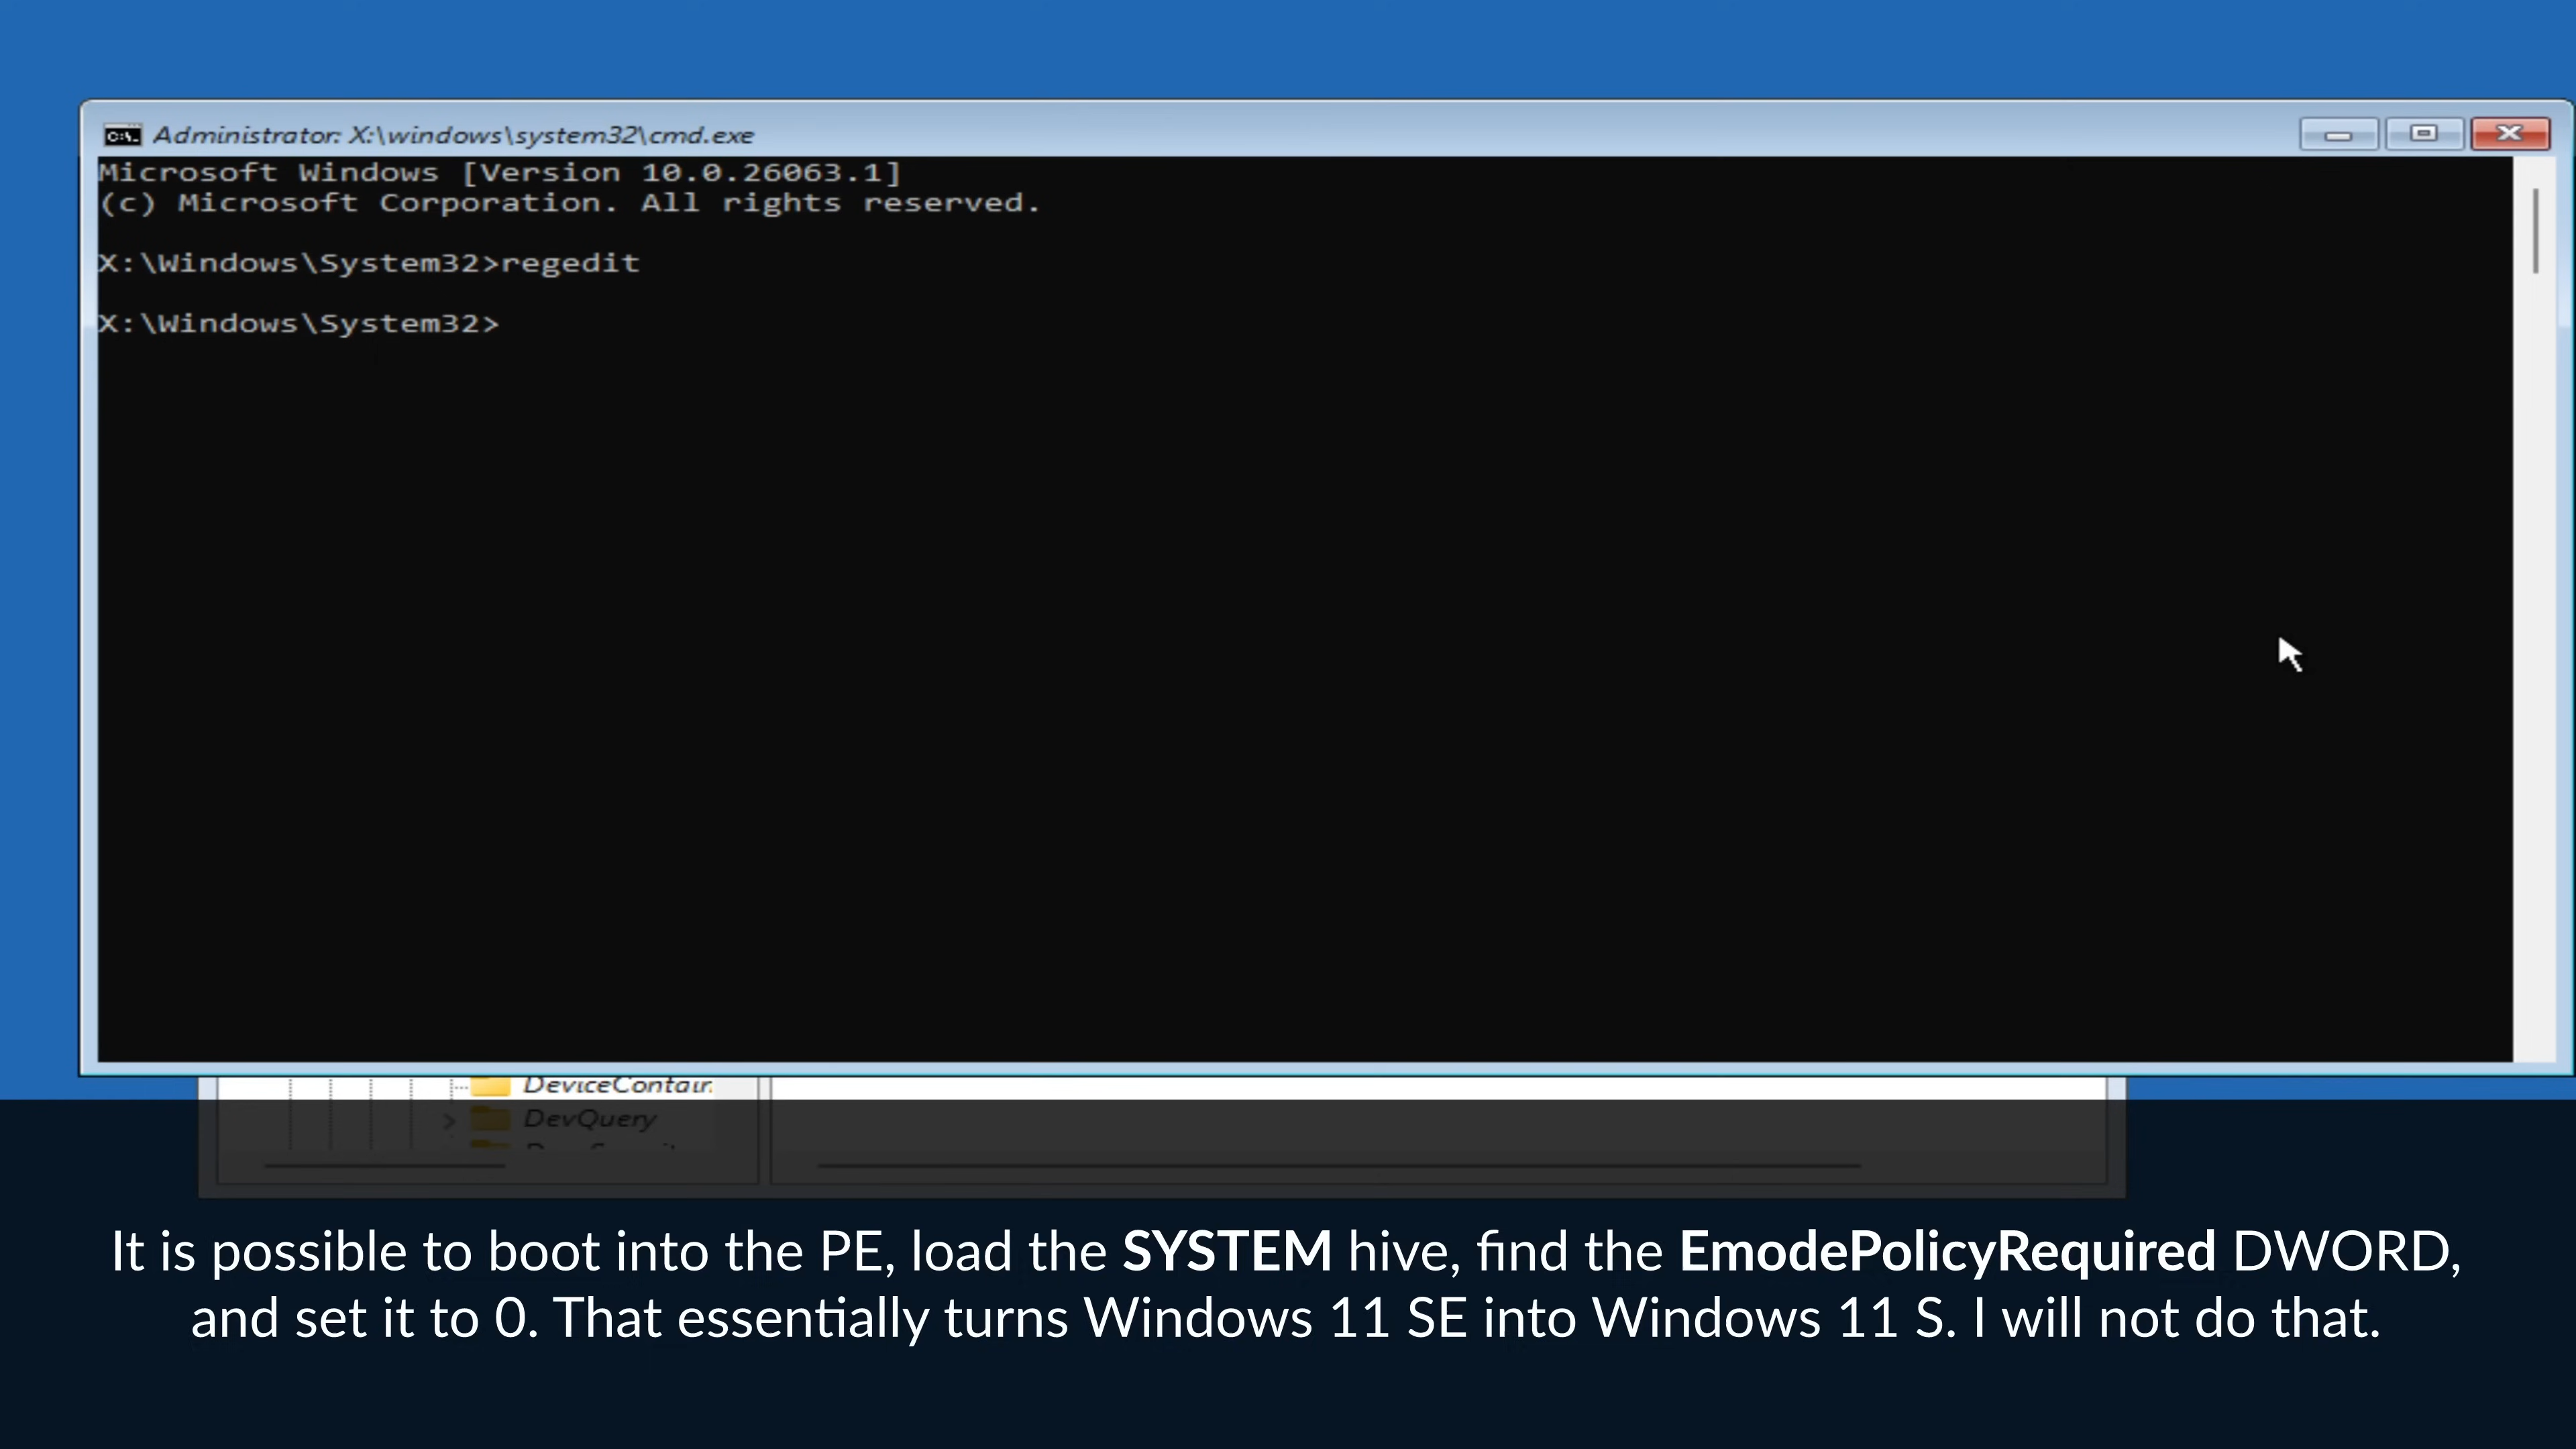 Administrator: X:\windows\system32\cmd.exe
Microsoft Windows [Version 10.0.26063.1]
(c) Microsoft Corporation. All rights reserved.
X:\Windows\System32>regedit
X:\Windows\System32>
DeviceContair
DevQuery
It is possible to boot into the PE, load the SYSTEM hive, find the EmodePolicyRequired DWORD,
and set it to 0. That essentially turns Windows 11 SE into Windows 11 S. I will not do that.